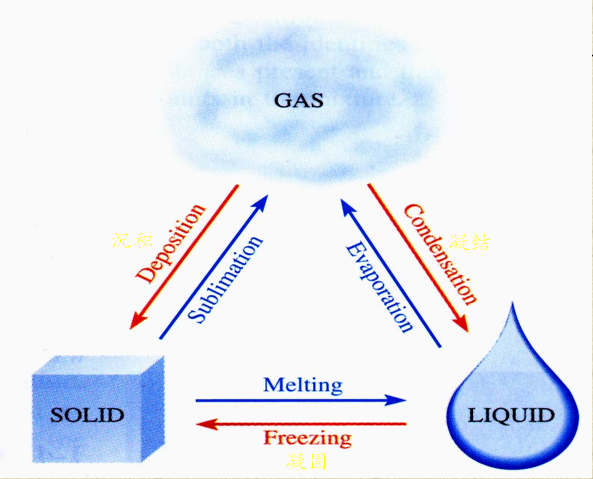 GAS
Deposition
沉积
Sublimation
Evaporation
Condensation
凝结
SOLID
Melting
LIQUID
Freezing
凝固